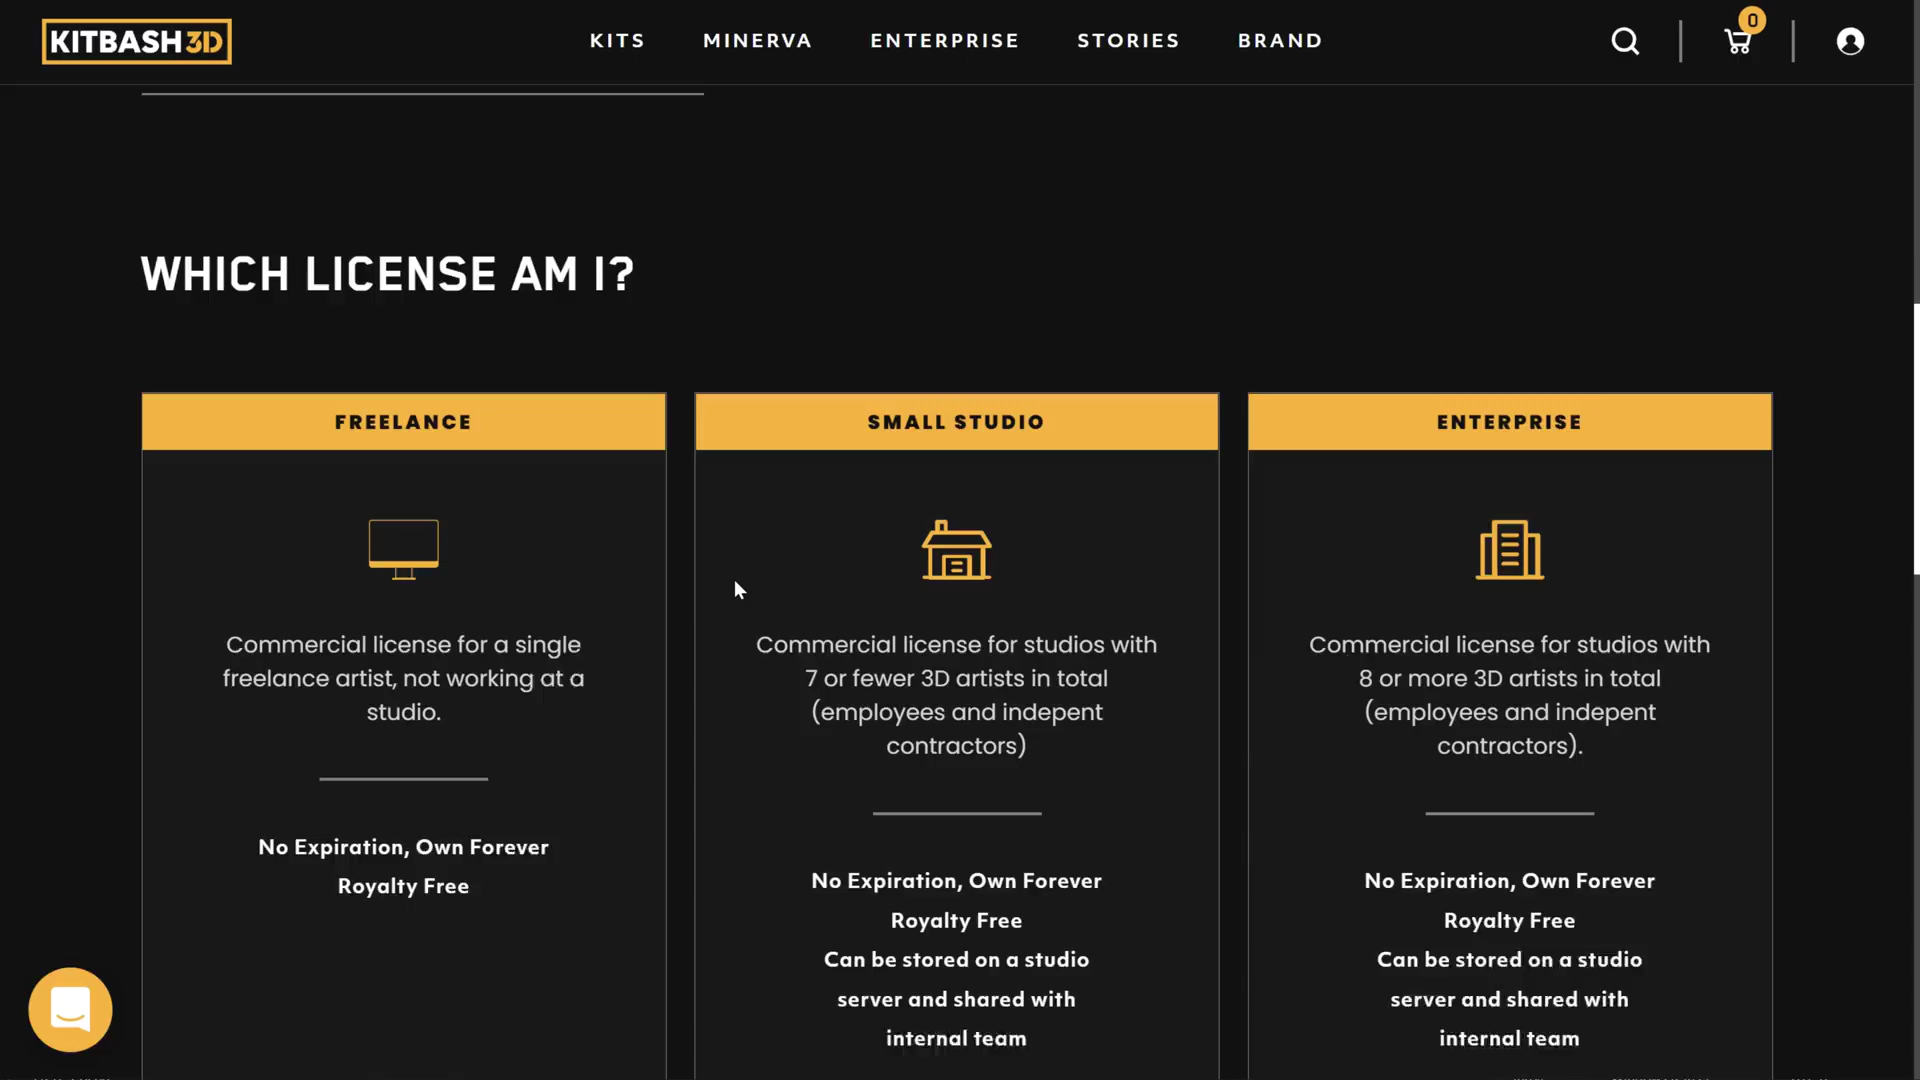 KITBASH3D
KITS
MINERVA
ENTERPRISE
STORIES
BRAND
0
WHICH LICENSE AM I?
FREELANCE
Commercial license for a single
freelance artist, not working at a
studio.
No Expiration, Own Forever
Royalty Free
SMALL STUDIO
Commercial license for studios with
7 or fewer 3D artists in total
(employees and indepent
contractors)
No Expiration, Own Forever
Royalty Free
Can be stored on a studio
server and shared with
internal team
ENTERPRISE
Commercial license for studios with
8 or more 3D artists in total
(employees and indepent
contractors).
No Expiration, Own Forever
Royalty Free
Can be stored on a studio
server and shared with
internal team